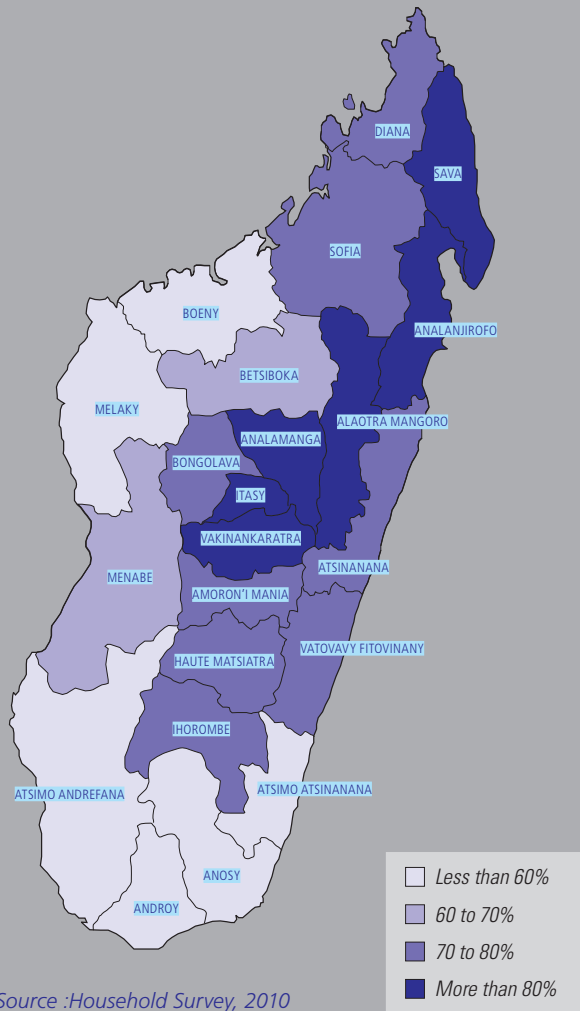 DIANA
SAVA
SOFIA
BOENY
ANALANJIROFO
BETSIBOKA
MELAKY
ALAOTRA MANGORO
ANALAMANGA
BONGOLAVA
ITASY
VAKINANKARATRA
ATSINANANA
MENABE
AMORON'I MANIA
VATOVAVY FITOVINANY
HAUTE MATSIATRA
IHOROMBE
ATSIMO ANDREFANA
ATSIMO ATSINANANA
ANOSY
ANDROY
Less than 60%
60 to 70%
70 to 80%
More than 80%
Source :Household Survey, 2010